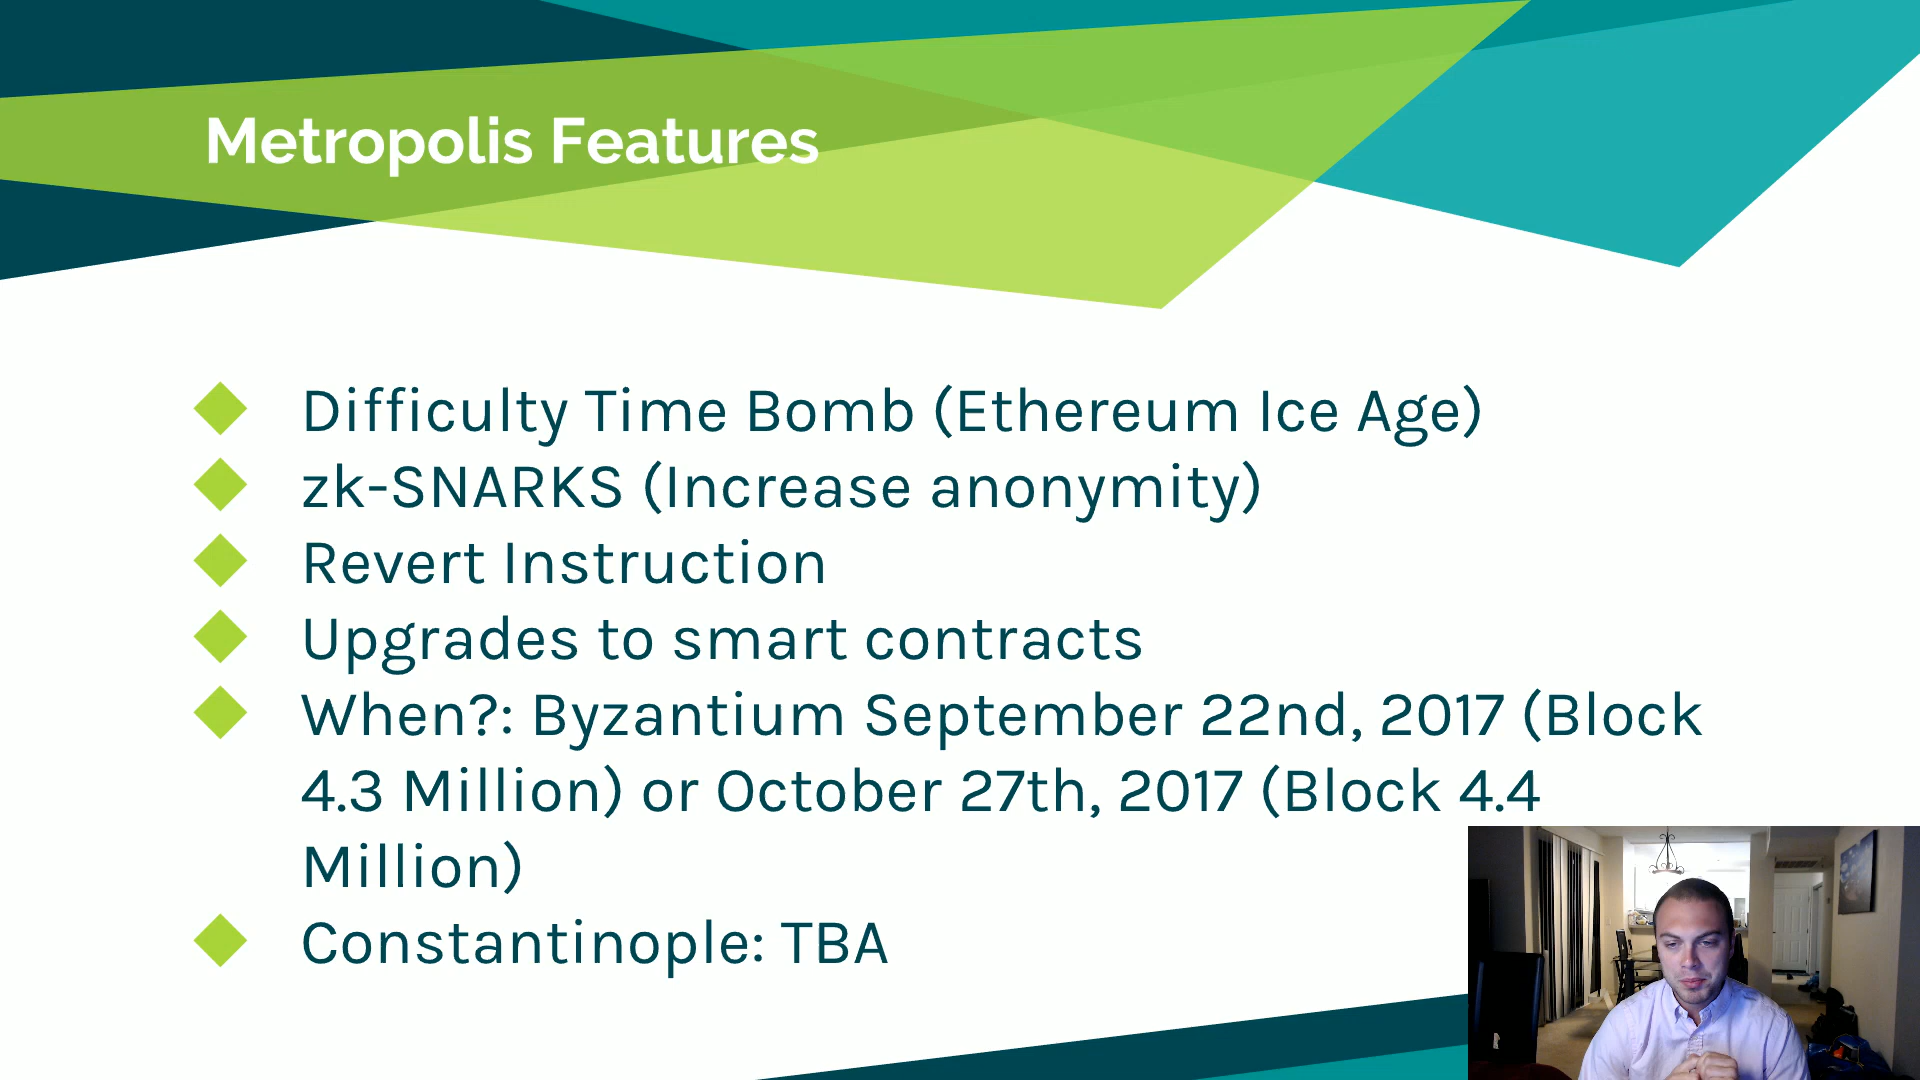 Metropolis Features
Difficulty Time Bomb (Ethereum Ice Age)
zk-SNARKS (Increase anonymity)
Revert Instruction
Upgrades to smart contracts
When?: Byzantium September 22nd, 2017 (Block
4.3 Million) or October 27th, 2017 (Block 4.4
Million)
Constantinople: TBA